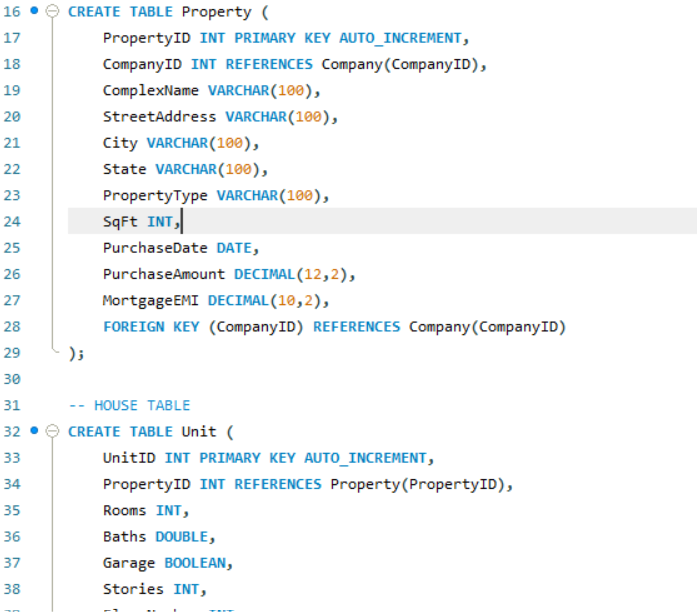 16 CREATE TABLE Property (
17 PropertyID INT PRIMARY KEY AUTO_INCREMENT,
18 CompanyID INT REFERENCES Company(CompanyID),
19 ComplexName VARCHAR(100),
20 StreetAddress VARCHAR(100),
21 City VARCHAR(100),
22 State VARCHAR(100),
23 PropertyType VARCHAR(100),
24 SqFt INT,
25 PurchaseDate DATE,
26 PurchaseAmount DECIMAL(12,2),
27 MortgageEMI DECIMAL(10,2),
28 FOREIGN KEY (CompanyID) REFERENCES Company(CompanyID)
29 );
30
31 -- HOUSE TABLE
32 CREATE TABLE Unit (
33 UnitID INT PRIMARY KEY AUTO_INCREMENT,
34 PropertyID INT REFERENCES Property(PropertyID),
35 Rooms INT,
36 Baths DOUBLE,
37 Garage BOOLEAN,
38 Stories INT,